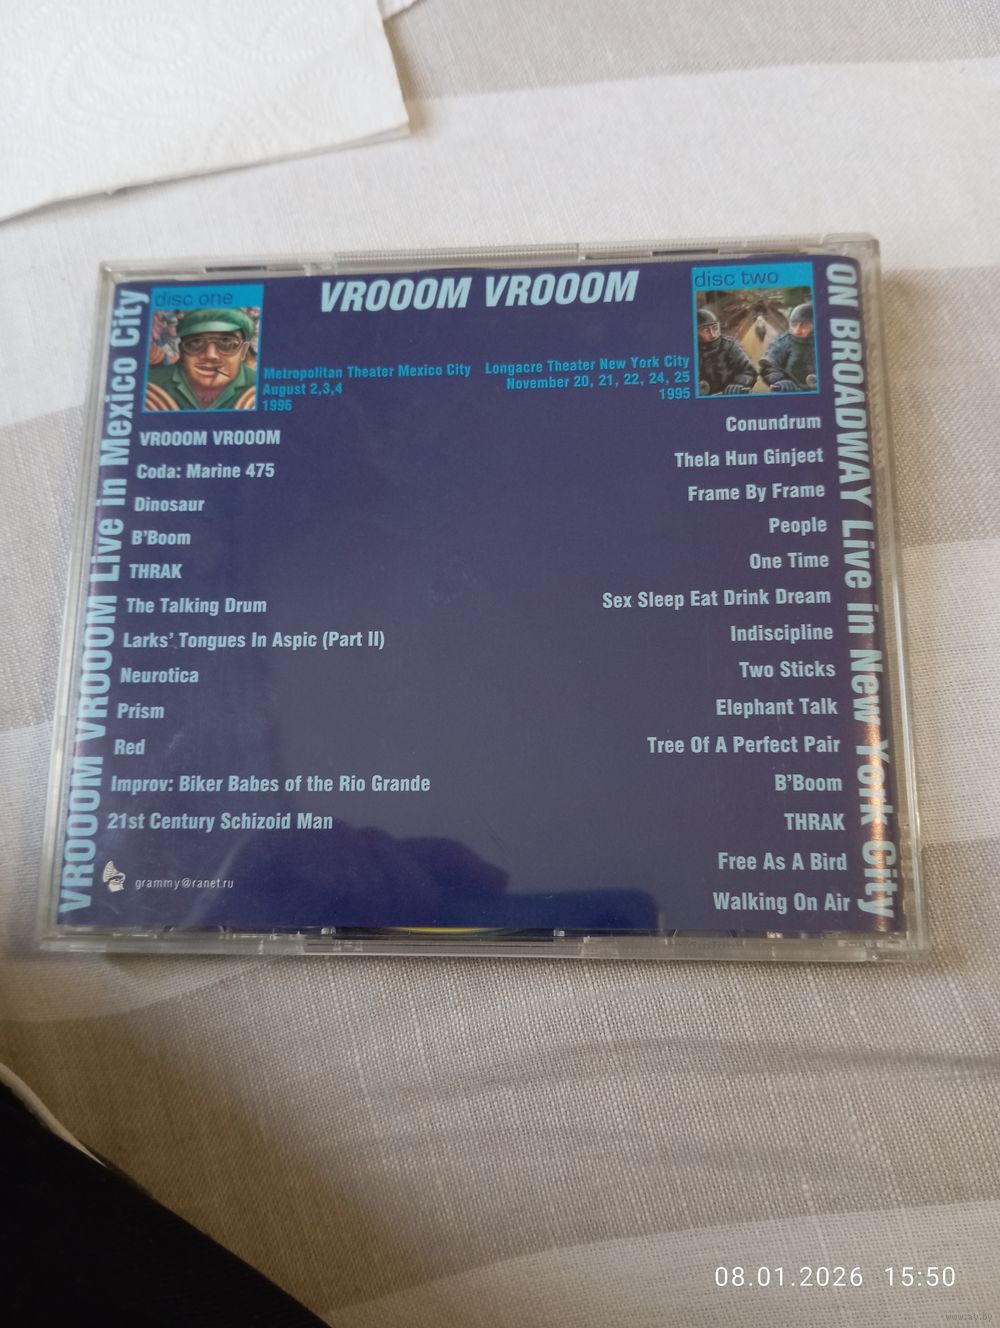 VROOOM VROOOM
disc one
disc two
Metropolitan Theater Mexico City
August 2,3,4
1996
Longacre Theater New York City
November 20, 21, 22, 24, 25
1995
VROOOM VROOOM
Coda: Marine 475
Dinosaur
B'Boom
THRAK
The Talking Drum
Larks' Tongues In Aspic (Part II)
Neurotica
Prism
Red
Improv: Biker Babes of the Rio Grande
21st Century Schizoid Man
Conundrum
Thela Hun Ginjeet
Frame By Frame
People
One Time
Sex Sleep Eat Drink Dream
Indiscipline
Two Sticks
Elephant Talk
Tree Of A Perfect Pair
B'Boom
THRAK
Free As A Bird
Walking On Air
grammy@ranet.ru
VROOOM VROOOM Live in Mexico City
ON BROADWAY Live in New York City
08.01.2026 15:50
www.ay.by